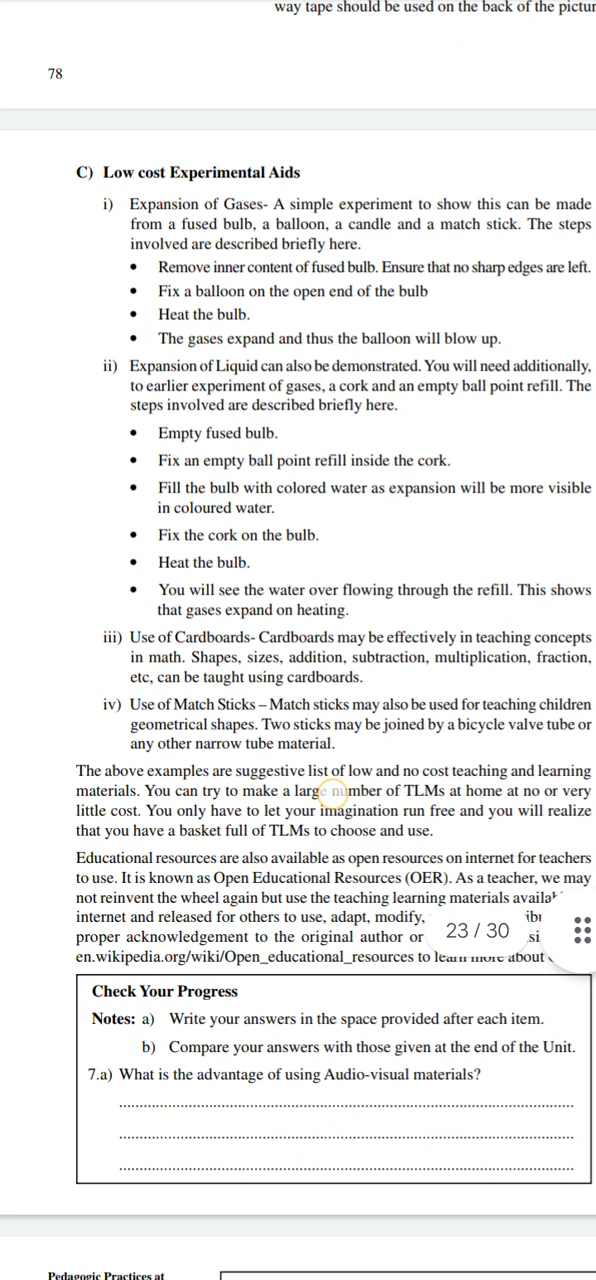 way tape should be used on the back of the pictur
78
C) Low cost Experimental Aids
i) Expansion of Gases- A simple experiment to show this can be made
from a fused bulb, a balloon, a candle and a match stick. The steps
involved are described briefly here.
• Remove inner content of fused bulb. Ensure that no sharp edges are left.
• Fix a balloon on the open end of the bulb
• Heat the bulb.
• The gases expand and thus the balloon will blow up.
ii) Expansion of Liquid can also be demonstrated. You will need additionally,
to earlier experiment of gases, a cork and an empty ball point refill. The
steps involved are described briefly here.
• Empty fused bulb.
• Fix an empty ball point refill inside the cork.
• Fill the bulb with colored water as expansion will be more visible
in coloured water.
• Fix the cork on the bulb.
• Heat the bulb.
• You will see the water over flowing through the refill. This shows
that gases expand on heating.
iii) Use of Cardboards- Cardboards may be effectively in teaching concepts
in math. Shapes, sizes, addition, subtraction, multiplication, fraction,
etc, can be taught using cardboards.
iv) Use of Match Sticks – Match sticks may also be used for teaching children
geometrical shapes. Two sticks may be joined by a bicycle valve tube or
any other narrow tube material.
The above examples are suggestive list of low and no cost teaching and learning
materials. You can try to make a large number of TLMs at home at no or very
little cost. You only have to let your imagination run free and you will realize
that you have a basket full of TLMs to choose and use.
Educational resources are also available as open resources on internet for teachers
to use. It is known as Open Educational Resources (OER). As a teacher, we may
not reinvent the wheel again but use the teaching learning materials
internet and released for others to use, adapt, modify,
proper acknowledgement to the original author or
23 / 30
en.wikipedia.org/wiki/Open_educational_resources to learn more about
Check Your Progress
Notes: a) Write your answers in the space provided after each item.
b) Compare your answers with those given at the end of the Unit.
7.a) What is the advantage of using Audio-visual materials?
Pedagogic Practices at